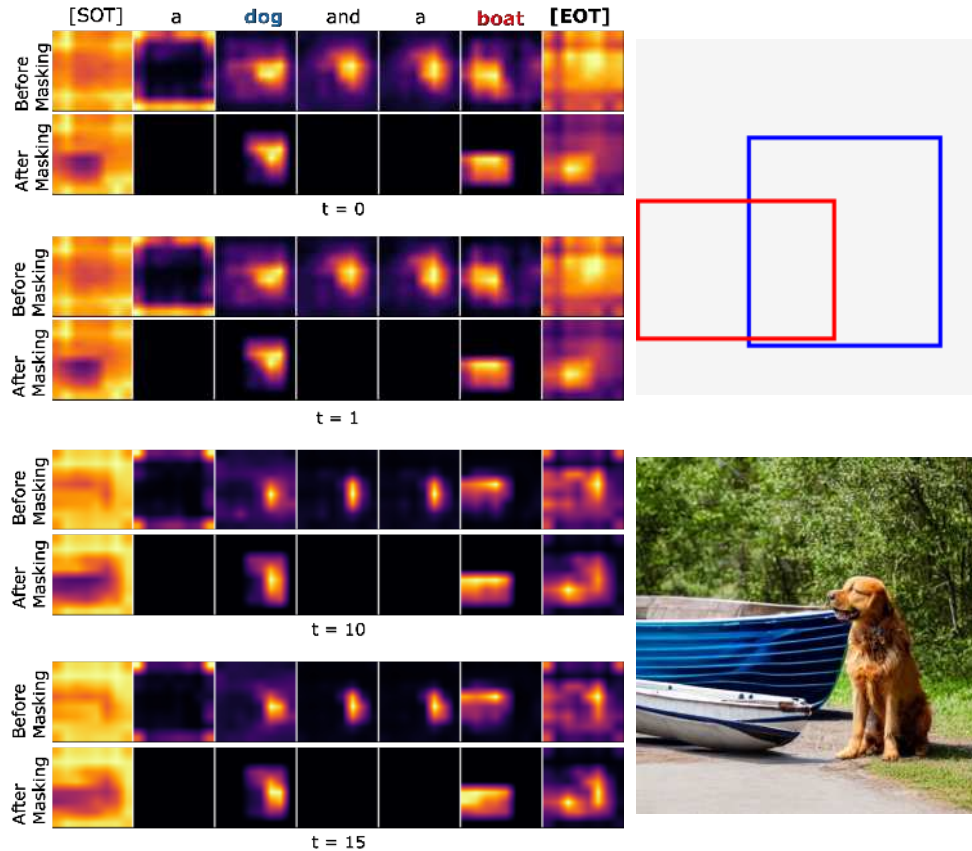 [SOT] a dog and a boat [EOT]
Before
Masking
After
Masking
t = 0
Before
Masking
After
Masking
t = 1
Before
Masking
After
Masking
t = 10
Before
Masking
After
Masking
t = 15